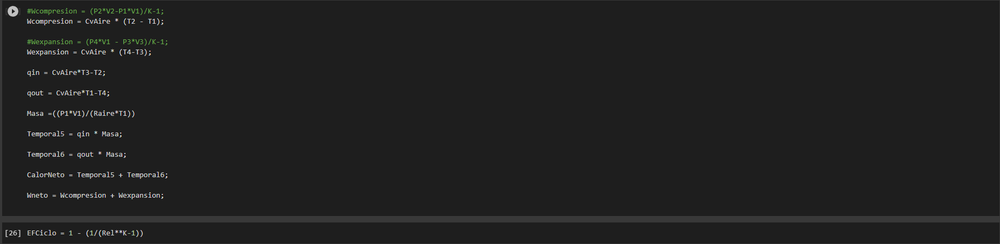 #Wcompresion = (P2*V2-P1*V1)/K-1;
Wcompresion = CvAire * (T2 - T1);
#Wexpansion = (P4*V1 - P3*V3)/K-1;
Wexpansion = CvAire * (T4-T3);
qin = CvAire*T3-T2;
qout = CvAire*T1-T4;
Masa =((P1*V1)/(Raire*T1))
Temporal5 = qin * Masa;
Temporal6 = qout * Masa;
CalorNeto = Temporal5 + Temporal6;
Wneto = Wcompresion + Wexpansion;
[26] EFCiclo = 1 - (1/(Rel**K-1))